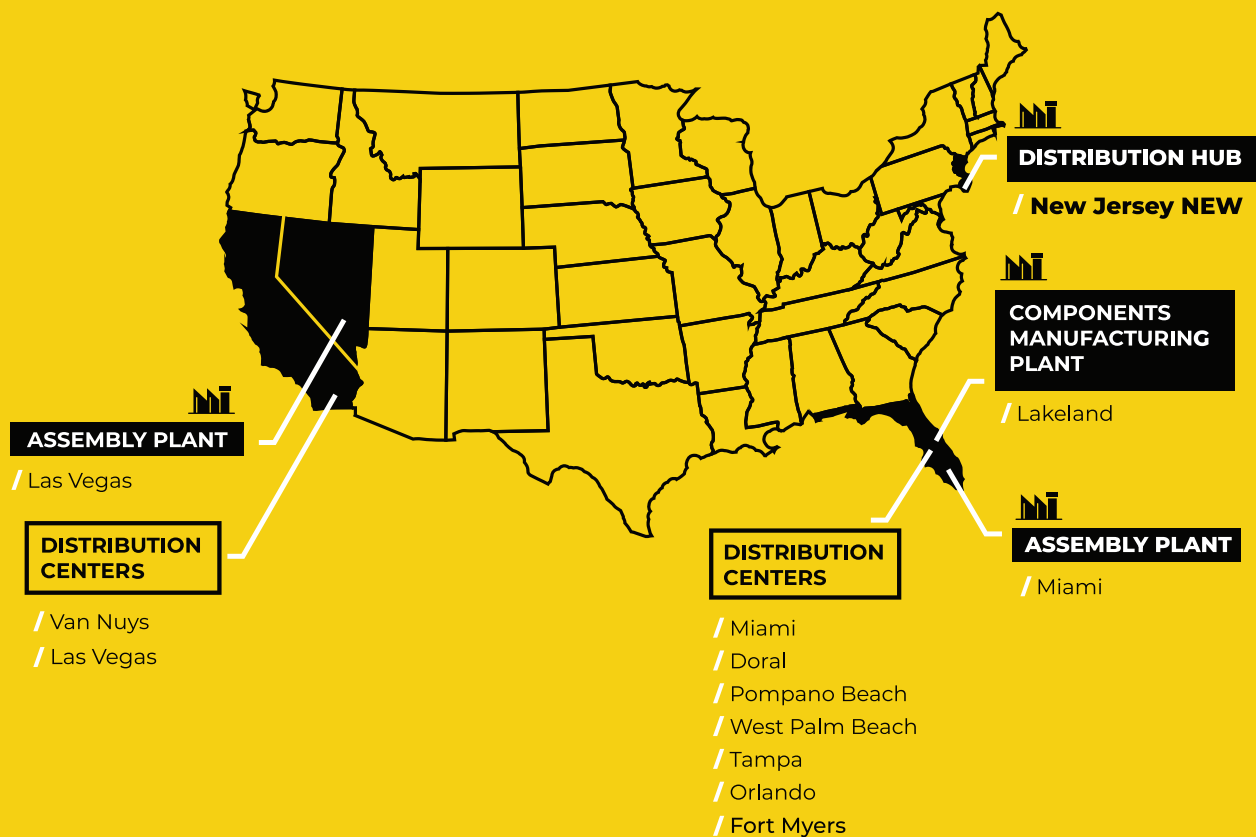 DISTRIBUTION HUB
/ New Jersey NEW
COMPONENTS
MANUFACTURING
PLANT
/ Lakeland
ASSEMBLY PLANT
/ Las Vegas
DISTRIBUTION
CENTERS
/ Van Nuys
/ Las Vegas
DISTRIBUTION
CENTERS
/ Miami
/ Doral
/ Pompano Beach
/ West Palm Beach
/ Tampa
/ Orlando
/ Fort Myers
ASSEMBLY PLANT
/ Miami